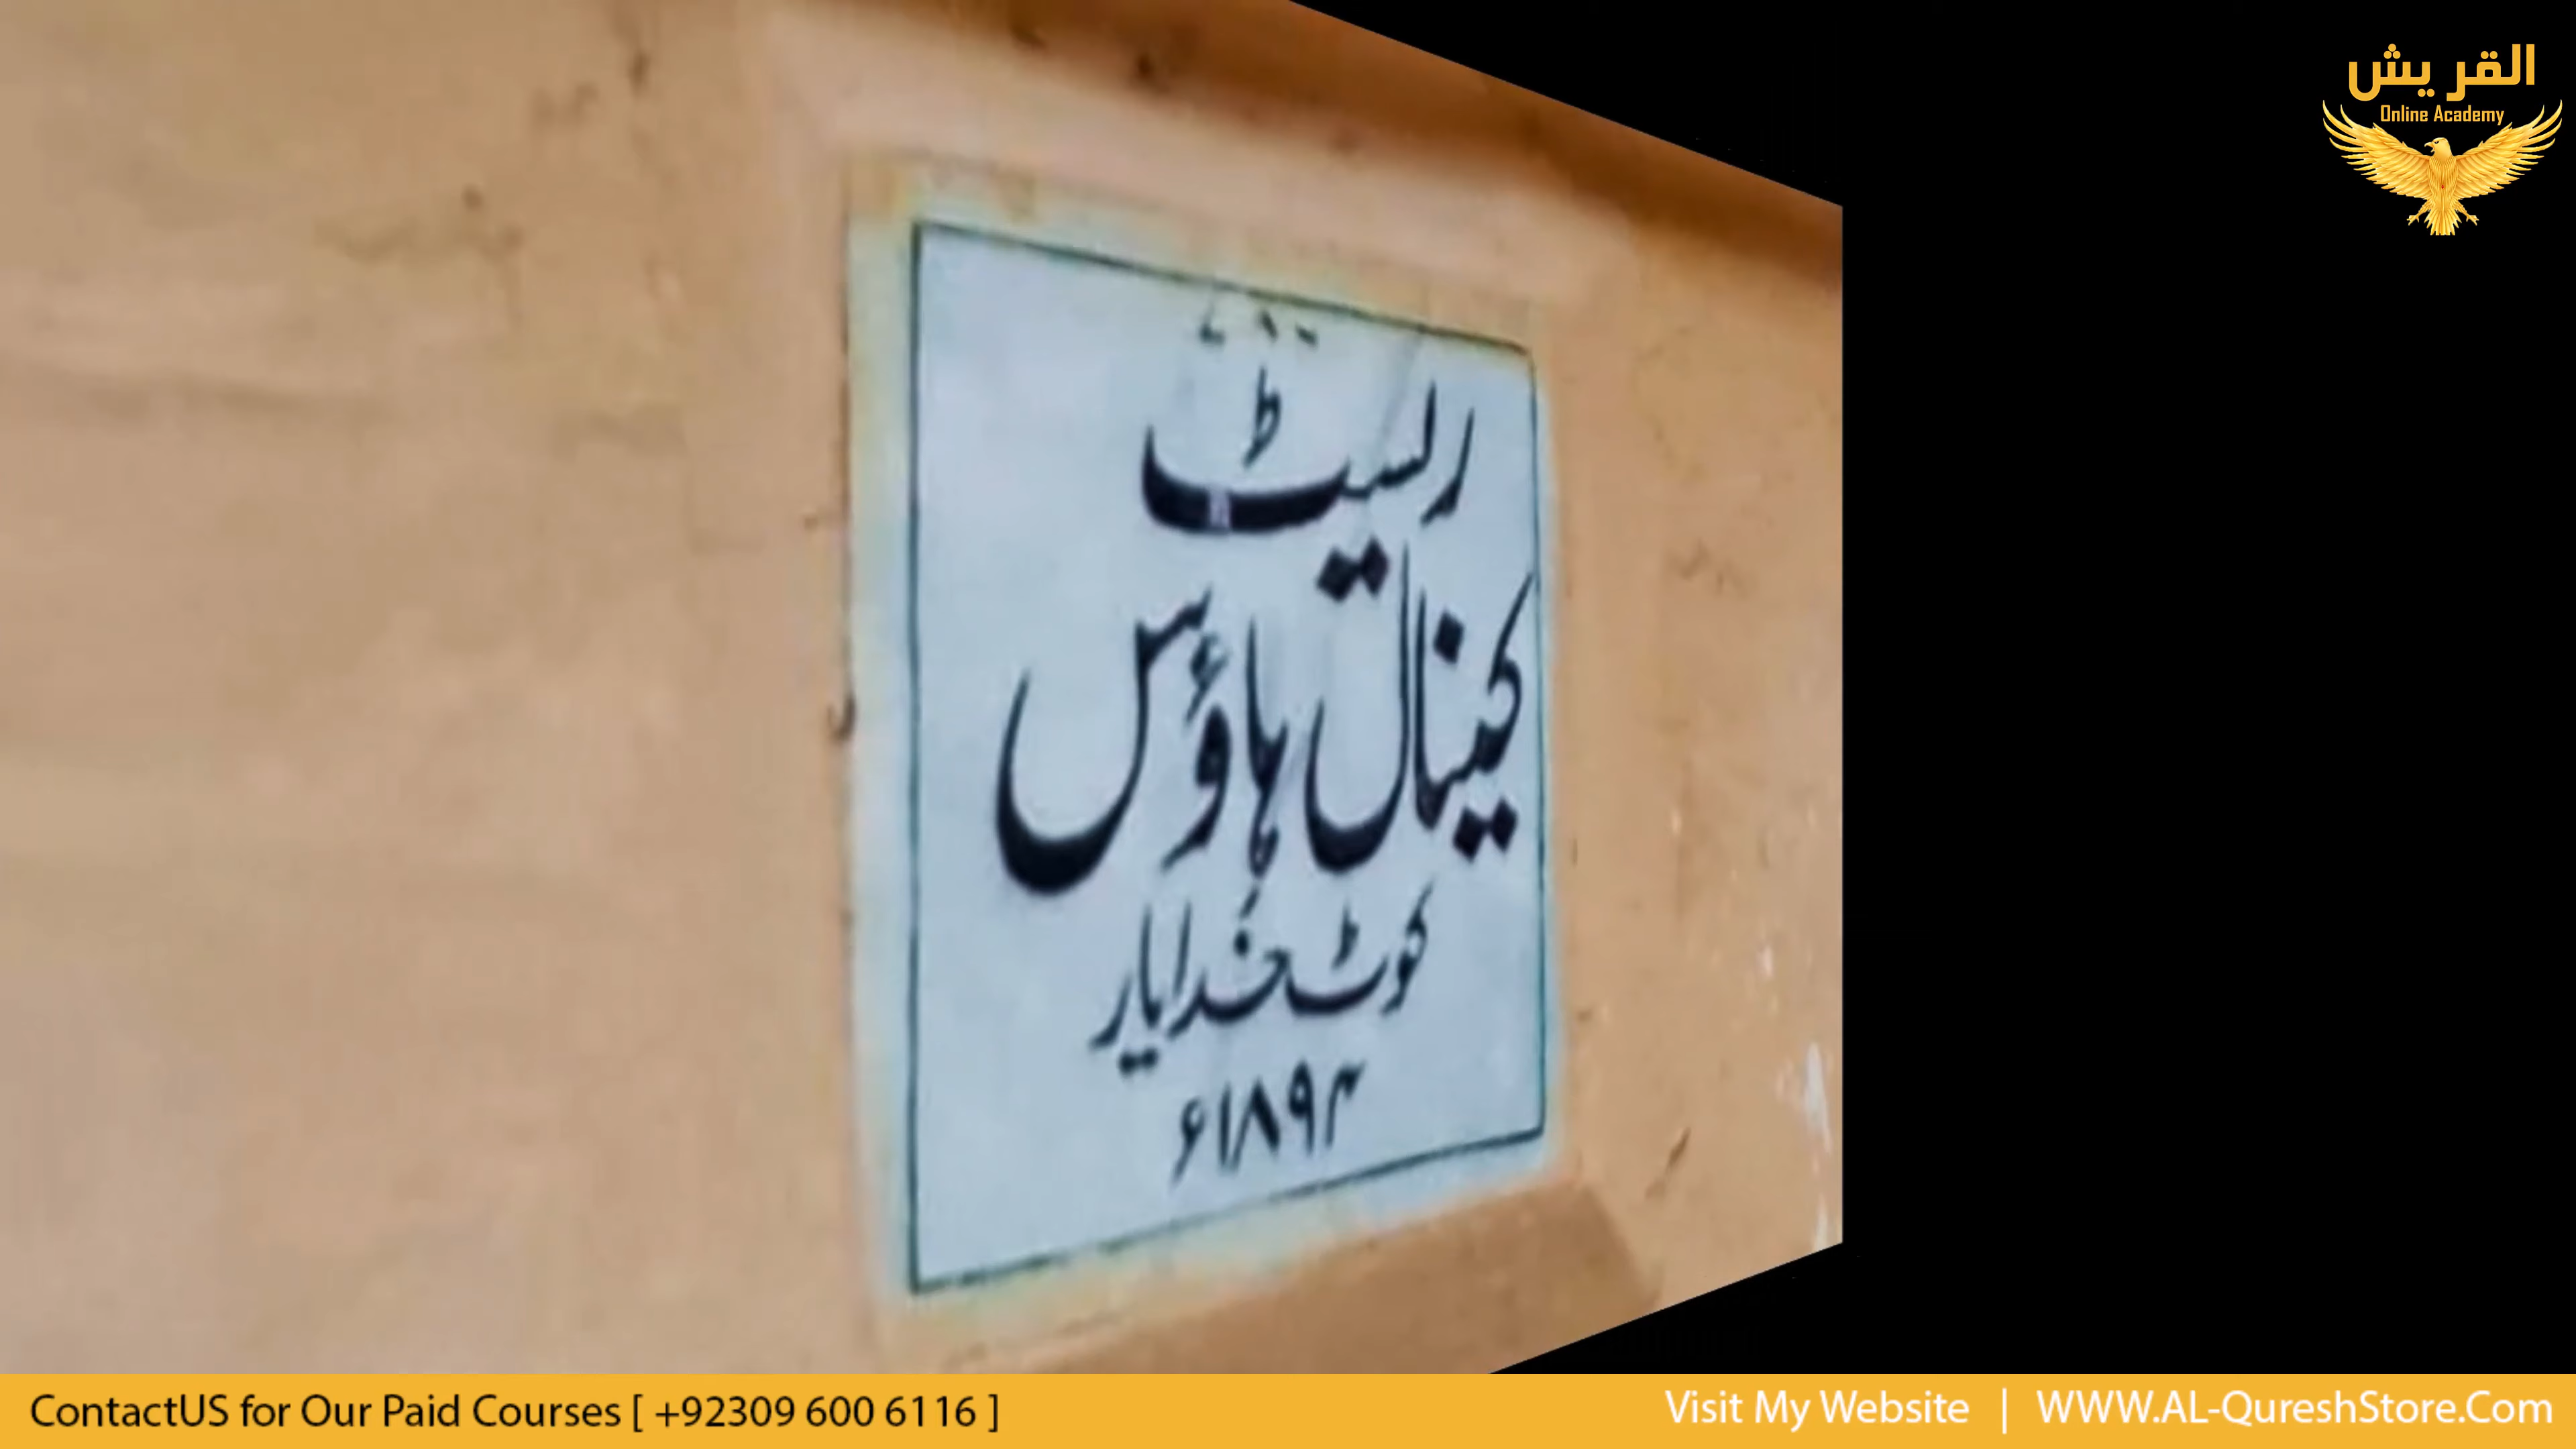 القریش
Online Academy
ریسٹ
کینال ہاؤس
کوٹ خدایار
۱۸۹۴ء
ContactUS for Our Paid Courses [ +92309 600 6116 ]
Visit My Website | WWW.AL-QureshStore.Com